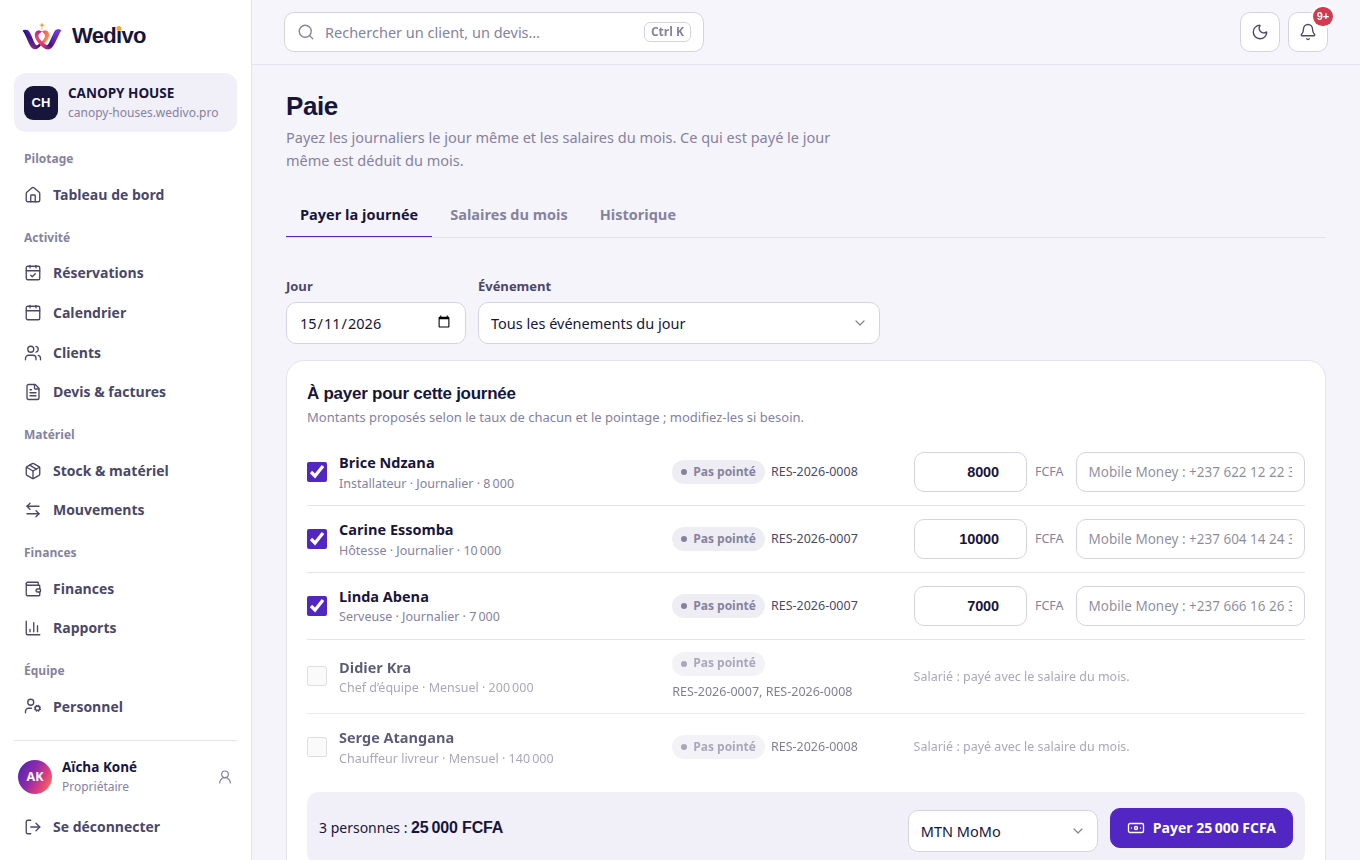 Wedivo
Rechercher un client, un devis...
Ctrl K
9+
CH
CANOPY HOUSE
canopy-houses.wedivo.pro
Pilotage
Tableau de bord
Activité
Réservations
Calendrier
Clients
Devis & factures
Matériel
Stock & matériel
Mouvements
Finances
Finances
Rapports
Équipe
Personnel
AK
Aïcha Koné
Propriétaire
Se déconnecter
Paie
Payez les journaliers le jour même et les salaires du mois. Ce qui est payé le jour
même est déduit du mois.
Payer la journée
Salaires du mois
Historique
Jour
Événement
15/11/2026
Tous les événements du jour
À payer pour cette journée
Montants proposés selon le taux de chacun et le pointage ; modifiez-les si besoin.
Brice Ndzana
Installateur · Journalier · 8 000
Pas pointé
RES-2026-0008
8000
FCFA
Mobile Money : +237 622 12 22 3
Carine Essomba
Hôtesse · Journalier · 10 000
Pas pointé
RES-2026-0007
10000
FCFA
Mobile Money : +237 604 14 24 3
Linda Abena
Serveuse · Journalier · 7 000
Pas pointé
RES-2026-0007
7000
FCFA
Mobile Money : +237 666 16 26 3
Didier Kra
Chef d'équipe · Mensuel · 200 000
Pas pointé
RES-2026-0007, RES-2026-0008
Salarié : payé avec le salaire du mois.
Serge Atangana
Chauffeur livreur · Mensuel · 140 000
Pas pointé
RES-2026-0008
Salarié : payé avec le salaire du mois.
3 personnes : 25 000 FCFA
MTN MoMo
Payer 25 000 FCFA